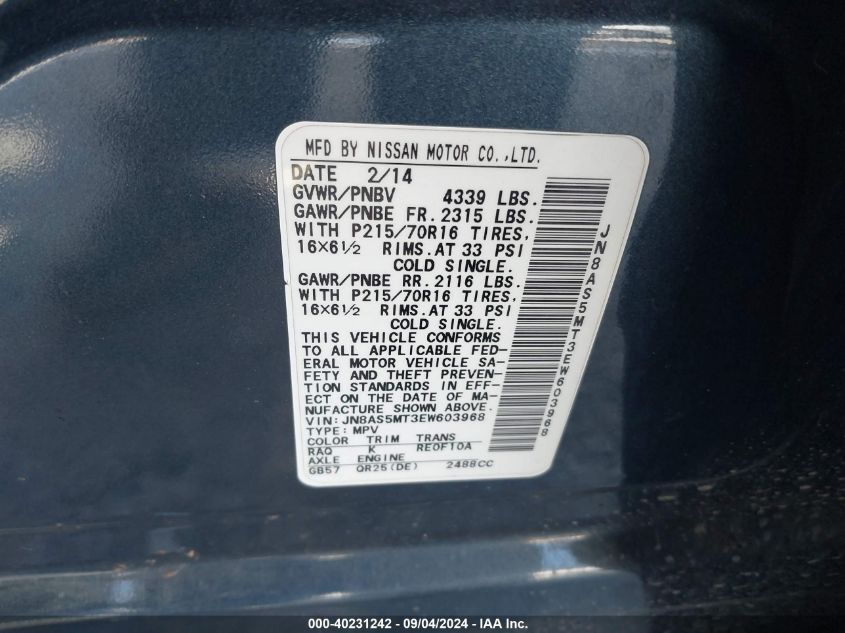 MFD BY NISSAN MOTOR CO.,LTD.
DATE 2/14
GVWR/PNBV 4339 LBS.
GAWR/PNBE FR.2315 LBS.
WITH P215/70R16 TIRES,
16×6½ RIMS.AT 33 PSI
COLD SINGLE.
GAWR/PNBE RR.2116 LBS.
WITH P215/70R16 TIRES,
16×6½ RIMS.AT 33 PSI
COLD SINGLE.
THIS VEHICLE CONFORMS
TO ALL APPLICABLE FED-
ERAL MOTOR VEHICLE SA-
FETY AND THEFT PREVEN-
TION STANDARDS IN EFF-
ECT ON THE DATE OF MA-
NUFACTURE SHOWN ABOVE.
VIN: JN8AS5MT3EW603968
TYPE: MPV
COLOR TRIM TRANS
RAQ K RE0F10A
AXLE ENGINE
GB57 QR25(DE) 2488CC
JN8AS5MT3EW603968
000-40231242 - 09/04/2024 - IAA Inc.